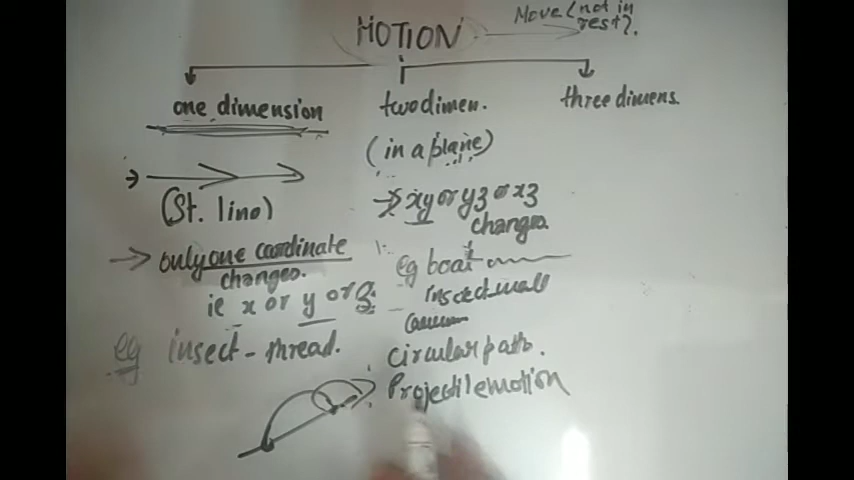 MOTION
Move (not in
rest).
one dimension
(St. line)
→ only one coordinate
changes.
ie x or y or z.
eg insect - thread.
two dimen.
(in a plane)
→ xy or yz or xz
changes.
eg boat
insect-wall
circular path.
Projectile motion
three dimens.